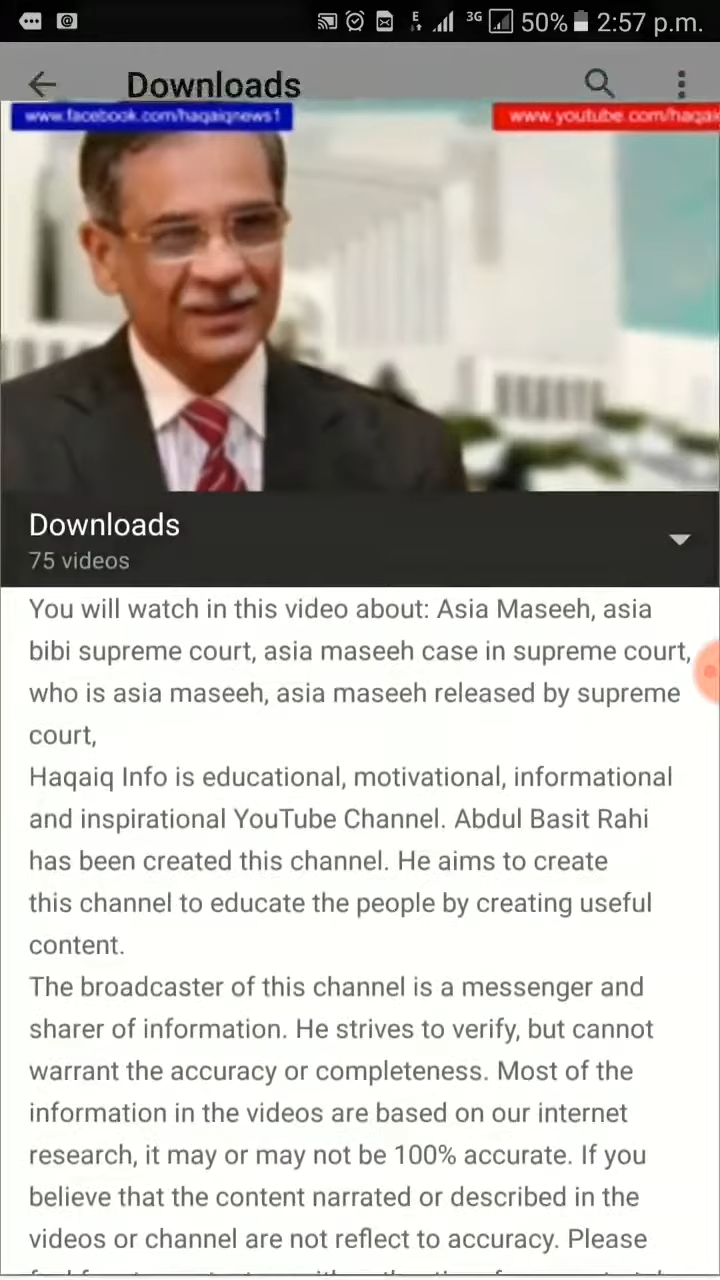 E 3G 50% 2:57 p.m.
Downloads
www.facebook.com/haqaiqnews1
www.youtube.com/haqai
Downloads
75 videos
You will watch in this video about: Asia Maseeh, asia
bibi supreme court, asia maseeh case in supreme court,
who is asia maseeh, asia maseeh released by supreme
court,
Haqaiq Info is educational, motivational, informational
and inspirational YouTube Channel. Abdul Basit Rahi
has been created this channel. He aims to create
this channel to educate the people by creating useful
content.
The broadcaster of this channel is a messenger and
sharer of information. He strives to verify, but cannot
warrant the accuracy or completeness. Most of the
information in the videos are based on our internet
research, it may or may not be 100% accurate. If you
believe that the content narrated or described in the
videos or channel are not reflect to accuracy. Please